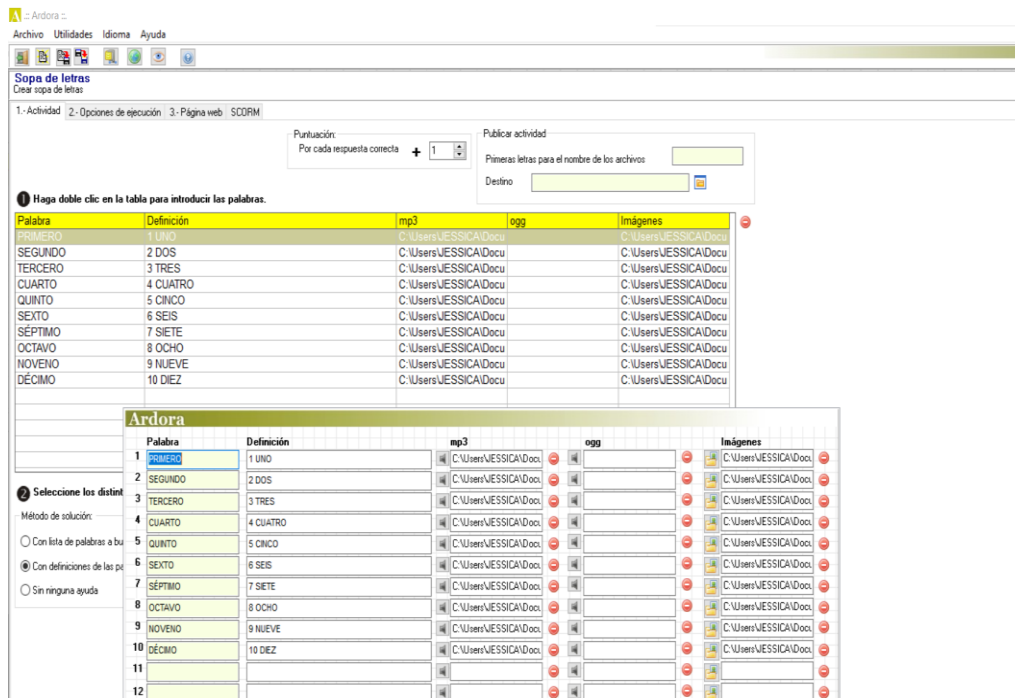 A .: Ardora :.
Archivo Utilidades Idioma Ayuda
Sopa de letras
Crear sopa de letras
1.- Actividad 2.- Opciones de ejecución 3.- Página web SCORM
Puntuación:
Por cada respuesta correcta + 1
Publicar actividad
Primeras letras para el nombre de los archivos
Destino
1 Haga doble clic en la tabla para introducir las palabras.
Palabra Definición mp3 ogg Imágenes
PRIMERO 1 UNO C:\Users\JESSICA\Docu C:\Users\JESSICA\Docu
SEGUNDO 2 DOS C:\Users\JESSICA\Docu C:\Users\JESSICA\Docu
TERCERO 3 TRES C:\Users\JESSICA\Docu C:\Users\JESSICA\Docu
CUARTO 4 CUATRO C:\Users\JESSICA\Docu C:\Users\JESSICA\Docu
QUINTO 5 CINCO C:\Users\JESSICA\Docu C:\Users\JESSICA\Docu
SEXTO 6 SEIS C:\Users\JESSICA\Docu C:\Users\JESSICA\Docu
SÉPTIMO 7 SIETE C:\Users\JESSICA\Docu C:\Users\JESSICA\Docu
OCTAVO 8 OCHO C:\Users\JESSICA\Docu C:\Users\JESSICA\Docu
NOVENO 9 NUEVE C:\Users\JESSICA\Docu C:\Users\JESSICA\Docu
DÉCIMO 10 DIEZ C:\Users\JESSICA\Docu C:\Users\JESSICA\Docu
2 Seleccione los distint
Método de solución:
Con lista de palabras a bu
Con definiciones de las pa
Sin ninguna ayuda
Ardora
Palabra Definición mp3 ogg Imágenes
1 PRIMERO 1 UNO C:\Users\JESSICA\Docu C:\Users\JESSICA\Docu
2 SEGUNDO 2 DOS C:\Users\JESSICA\Docu C:\Users\JESSICA\Docu
3 TERCERO 3 TRES C:\Users\JESSICA\Docu C:\Users\JESSICA\Docu
4 CUARTO 4 CUATRO C:\Users\JESSICA\Docu C:\Users\JESSICA\Docu
5 QUINTO 5 CINCO C:\Users\JESSICA\Docu C:\Users\JESSICA\Docu
6 SEXTO 6 SEIS C:\Users\JESSICA\Docu C:\Users\JESSICA\Docu
7 SÉPTIMO 7 SIETE C:\Users\JESSICA\Docu C:\Users\JESSICA\Docu
8 OCTAVO 8 OCHO C:\Users\JESSICA\Docu C:\Users\JESSICA\Docu
9 NOVENO 9 NUEVE C:\Users\JESSICA\Docu C:\Users\JESSICA\Docu
10 DÉCIMO 10 DIEZ C:\Users\JESSICA\Docu C:\Users\JESSICA\Docu
11
12